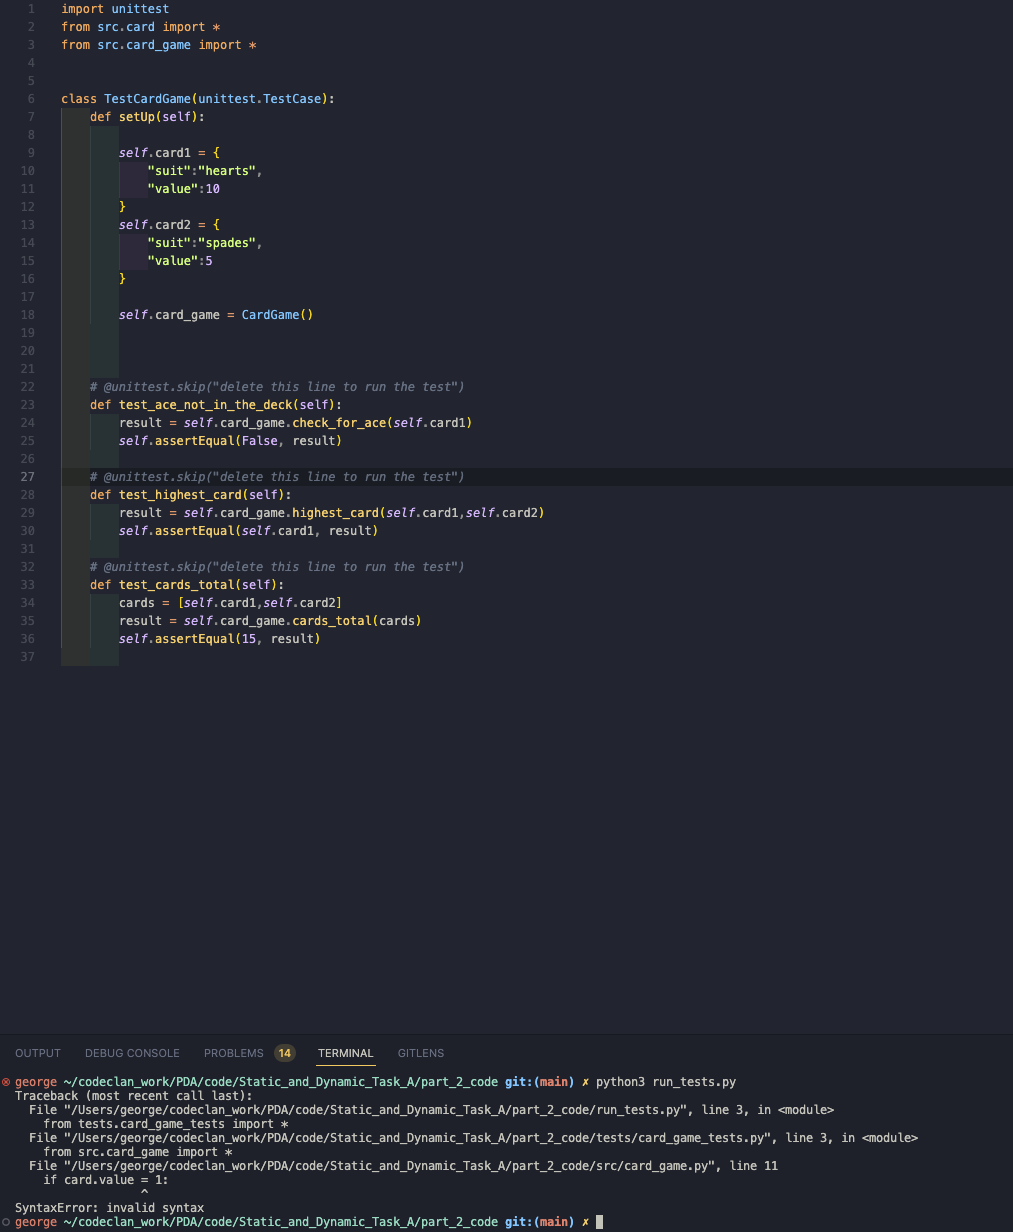 1 import unittest
2 from src.card import *
3 from src.card_game import *
4
5
6 class TestCardGame(unittest.TestCase):
7     def setUp(self):
8
9         self.card1 = {
10             "suit":"hearts",
11             "value":10
12         }
13         self.card2 = {
14             "suit":"spades",
15             "value":5
16         }
17
18         self.card_game = CardGame()
19
20
21
22     # @unittest.skip("delete this line to run the test")
23     def test_ace_not_in_the_deck(self):
24         result = self.card_game.check_for_ace(self.card1)
25         self.assertEqual(False, result)
26
27     # @unittest.skip("delete this line to run the test")
28     def test_highest_card(self):
29         result = self.card_game.highest_card(self.card1,self.card2)
30         self.assertEqual(self.card1, result)
31
32     # @unittest.skip("delete this line to run the test")
33     def test_cards_total(self):
34         cards = [self.card1,self.card2]
35         result = self.card_game.cards_total(cards)
36         self.assertEqual(15, result)
37
OUTPUT DEBUG CONSOLE PROBLEMS 14 TERMINAL GITLENS
george ~/codeclan_work/PDA/code/Static_and_Dynamic_Task_A/part_2_code git:(main) ✗ python3 run_tests.py
Traceback (most recent call last):
  File "/Users/george/codeclan_work/PDA/code/Static_and_Dynamic_Task_A/part_2_code/run_tests.py", line 3, in <module>
    from tests.card_game_tests import *
  File "/Users/george/codeclan_work/PDA/code/Static_and_Dynamic_Task_A/part_2_code/tests/card_game_tests.py", line 3, in <module>
    from src.card_game import *
  File "/Users/george/codeclan_work/PDA/code/Static_and_Dynamic_Task_A/part_2_code/src/card_game.py", line 11
    if card.value = 1:
                  ^
SyntaxError: invalid syntax
george ~/codeclan_work/PDA/code/Static_and_Dynamic_Task_A/part_2_code git:(main) ✗